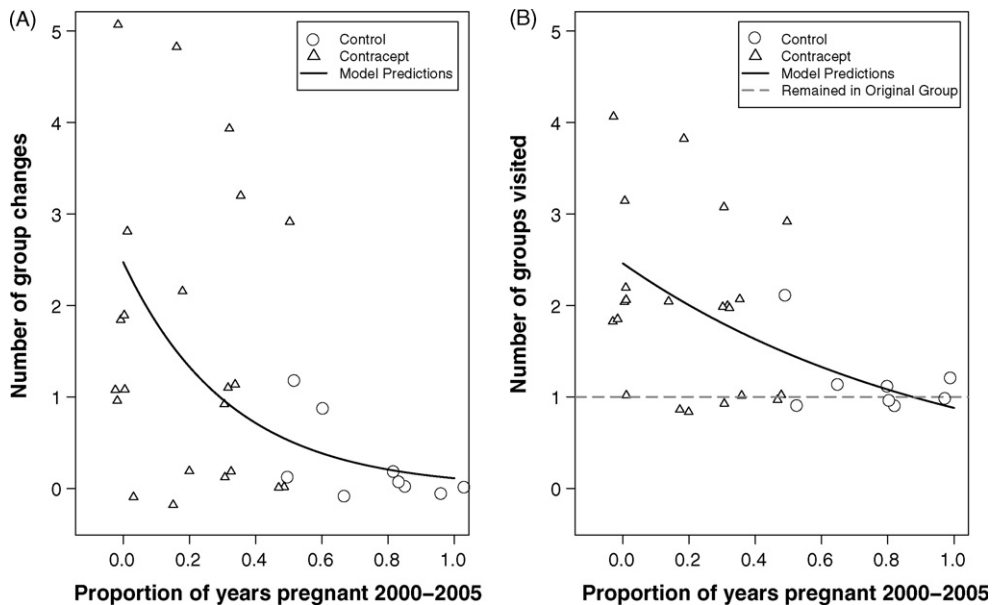 (A)
Number of group changes
5
4
3
2
1
0
Control
Contracept
Model Predictions
0.0 0.2 0.4 0.6 0.8 1.0
Proportion of years pregnant 2000–2005
(B)
Number of groups visited
5
4
3
2
1
0
Control
Contracept
Model Predictions
Remained in Original Group
0.0 0.2 0.4 0.6 0.8 1.0
Proportion of years pregnant 2000–2005